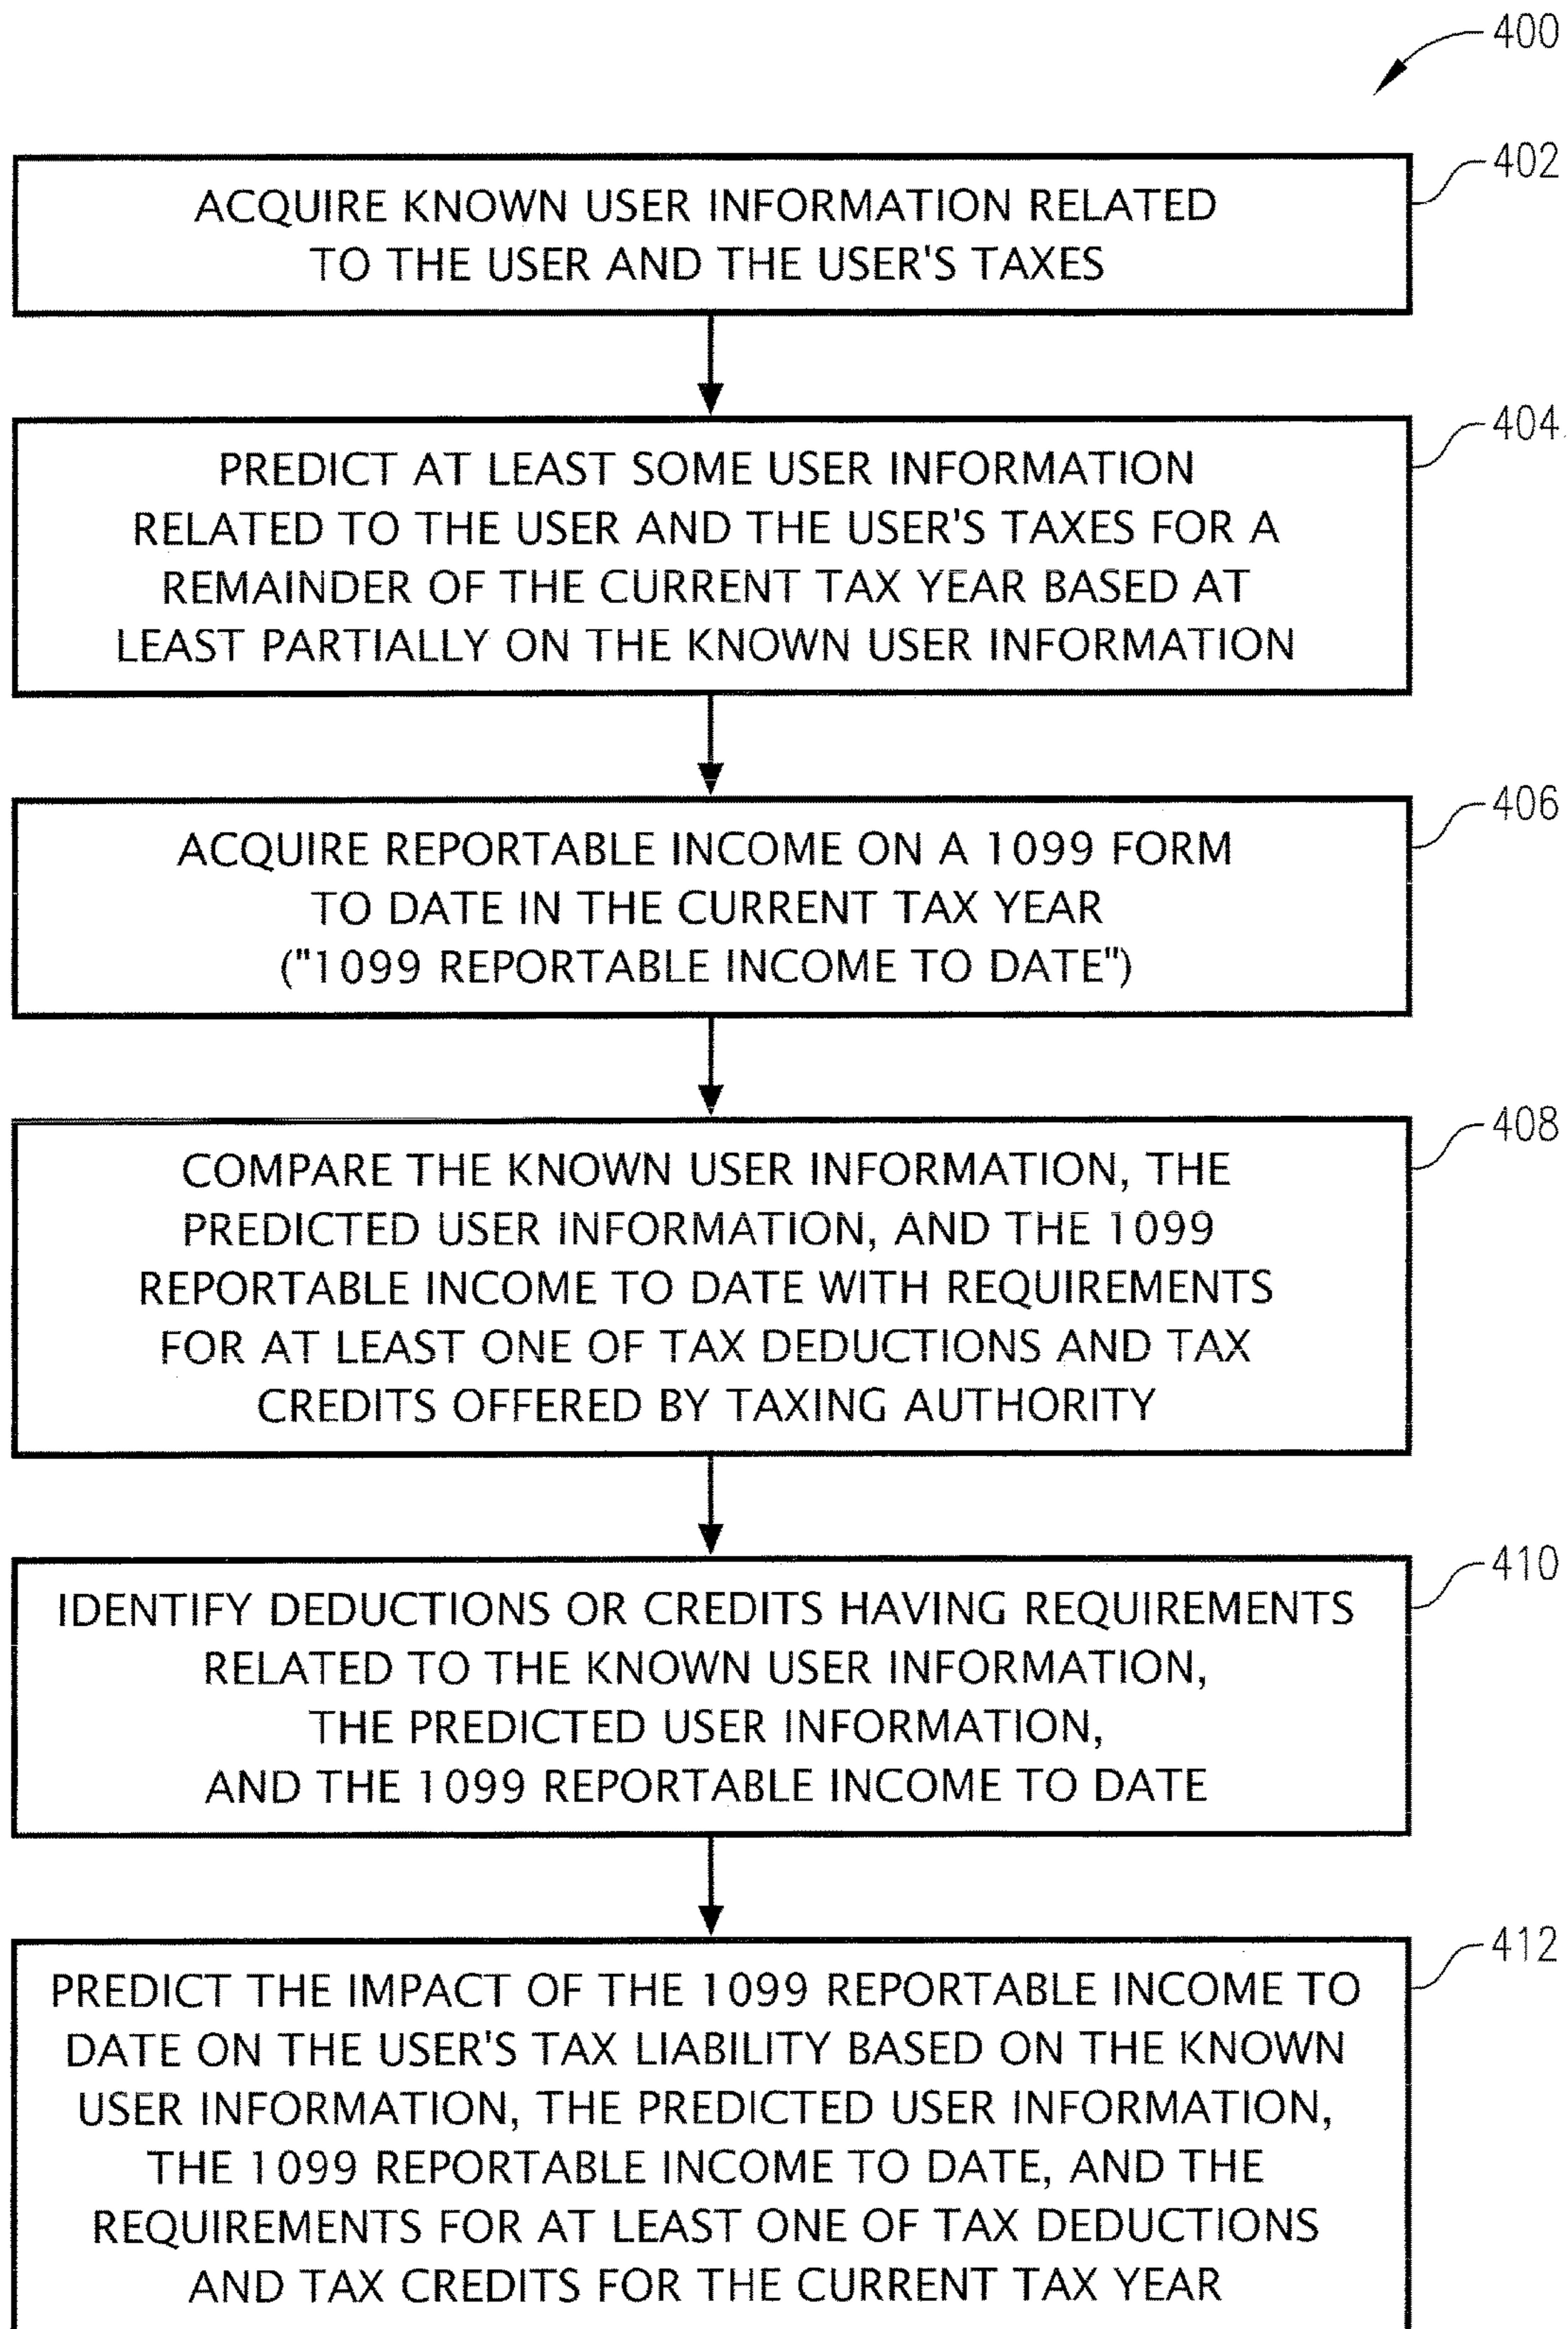 400
402
ACQUIRE KNOWN USER INFORMATION RELATED
TO THE USER AND THE USER'S TAXES
404
PREDICT AT LEAST SOME USER INFORMATION
RELATED TO THE USER AND THE USER'S TAXES FOR A
REMAINDER OF THE CURRENT TAX YEAR BASED AT
LEAST PARTIALLY ON THE KNOWN USER INFORMATION
406
ACQUIRE REPORTABLE INCOME ON A 1099 FORM
TO DATE IN THE CURRENT TAX YEAR
("1099 REPORTABLE INCOME TO DATE")
408
COMPARE THE KNOWN USER INFORMATION, THE
PREDICTED USER INFORMATION, AND THE 1099
REPORTABLE INCOME TO DATE WITH REQUIREMENTS
FOR AT LEAST ONE OF TAX DEDUCTIONS AND TAX
CREDITS OFFERED BY TAXING AUTHORITY
410
IDENTIFY DEDUCTIONS OR CREDITS HAVING REQUIREMENTS
RELATED TO THE KNOWN USER INFORMATION,
THE PREDICTED USER INFORMATION,
AND THE 1099 REPORTABLE INCOME TO DATE
412
PREDICT THE IMPACT OF THE 1099 REPORTABLE INCOME TO
DATE ON THE USER'S TAX LIABILITY BASED ON THE KNOWN
USER INFORMATION, THE PREDICTED USER INFORMATION,
THE 1099 REPORTABLE INCOME TO DATE, AND THE
REQUIREMENTS FOR AT LEAST ONE OF TAX DEDUCTIONS
AND TAX CREDITS FOR THE CURRENT TAX YEAR